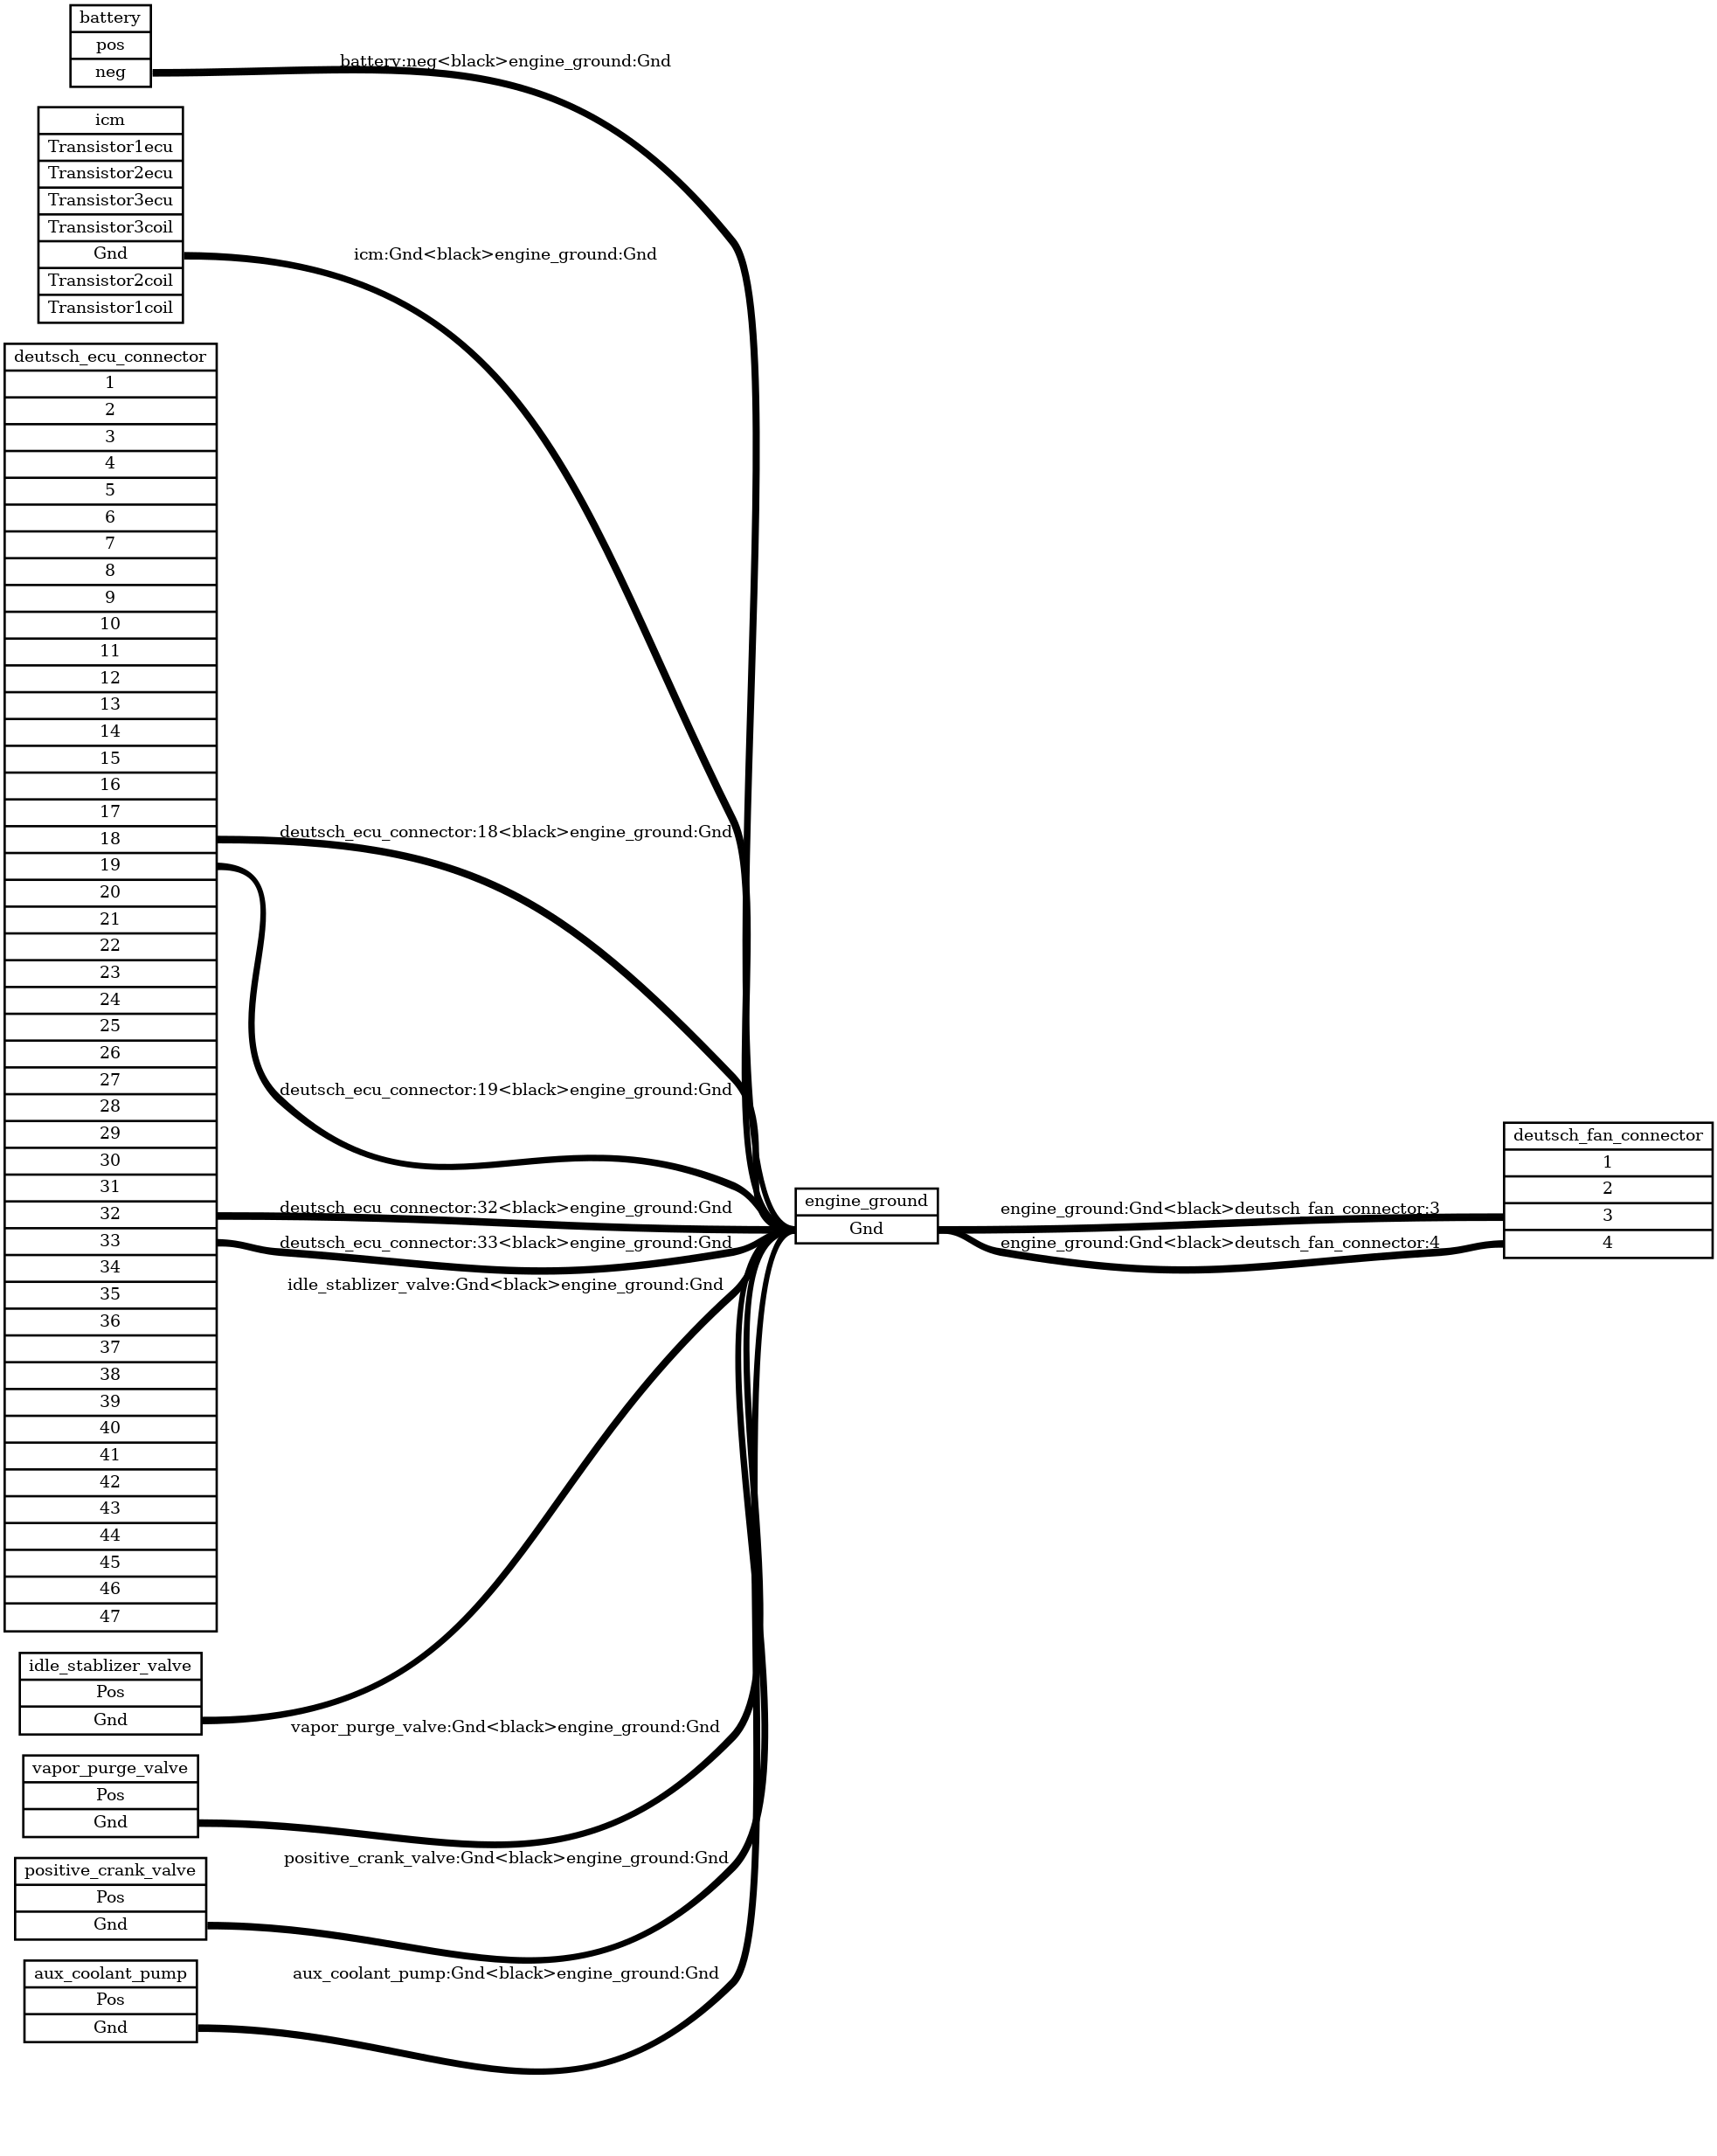 battery
pos
neg
battery:neg<black>engine_ground:Gnd
icm
Transistor1ecu
Transistor2ecu
Transistor3ecu
Transistor3coil
Gnd
Transistor2coil
Transistor1coil
icm:Gnd<black>engine_ground:Gnd
deutsch_ecu_connector
1
2
3
4
5
6
7
8
9
10
11
12
13
14
15
16
17
18
19
20
21
22
23
24
25
26
27
28
29
30
31
32
33
34
35
36
37
38
39
40
41
42
43
44
45
46
47
deutsch_ecu_connector:18<black>engine_ground:Gnd
deutsch_ecu_connector:19<black>engine_ground:Gnd
deutsch_ecu_connector:32<black>engine_ground:Gnd
deutsch_ecu_connector:33<black>engine_ground:Gnd
idle_stablizer_valve:Gnd<black>engine_ground:Gnd
engine_ground
Gnd
engine_ground:Gnd<black>deutsch_fan_connector:3
engine_ground:Gnd<black>deutsch_fan_connector:4
deutsch_fan_connector
1
2
3
4
idle_stablizer_valve
Pos
Gnd
vapor_purge_valve:Gnd<black>engine_ground:Gnd
vapor_purge_valve
Pos
Gnd
positive_crank_valve:Gnd<black>engine_ground:Gnd
positive_crank_valve
Pos
Gnd
aux_coolant_pump:Gnd<black>engine_ground:Gnd
aux_coolant_pump
Pos
Gnd